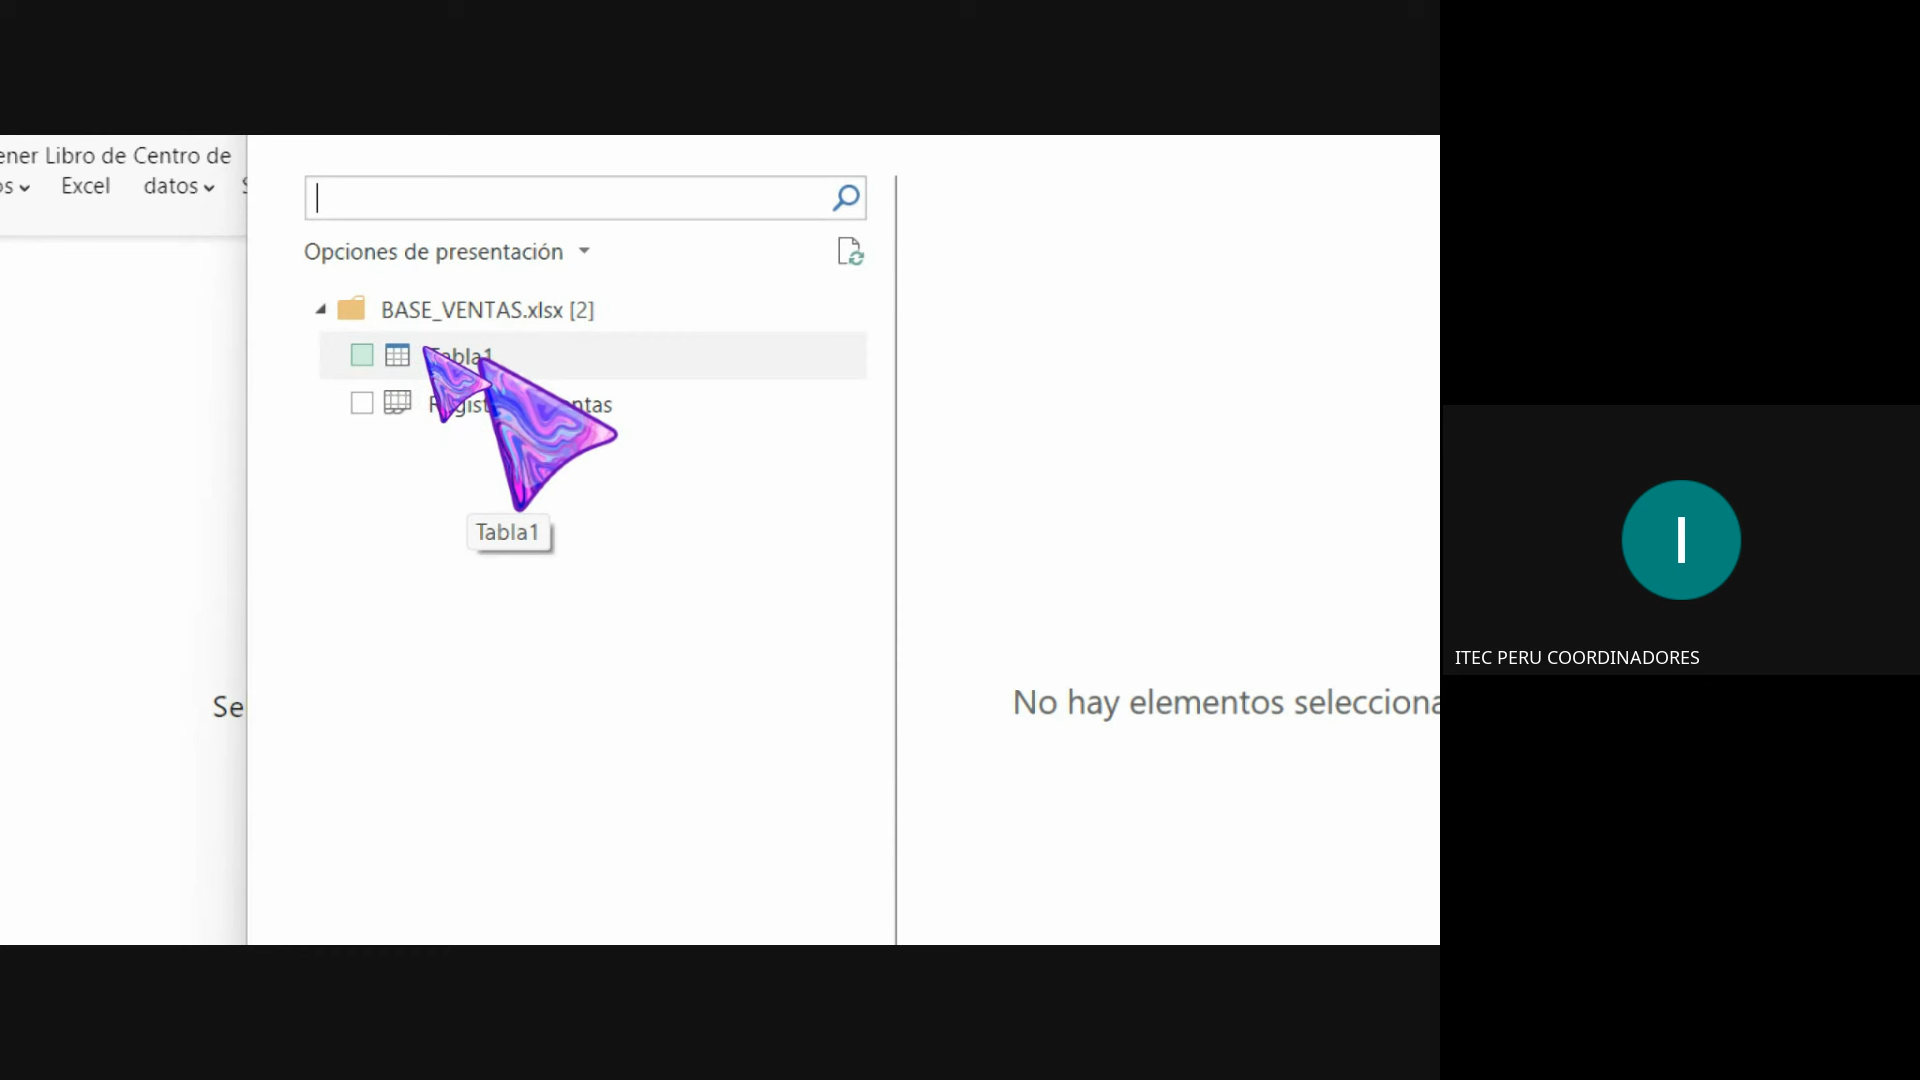 ener Libro de Centro de
os Excel datos S
Opciones de presentación
BASE_VENTAS.xlsx [2]
Tabla1
Tabla1
Se
No hay elementos selecciona
I
ITEC PERU COORDINADORES